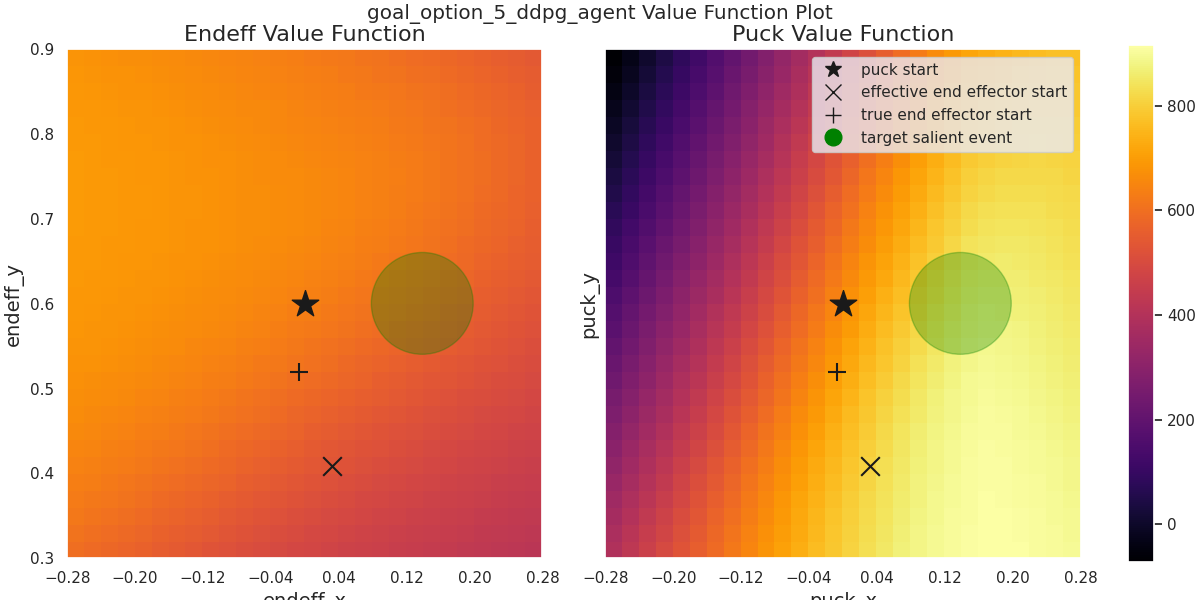 goal_option_5_ddpg_agent Value Function Plot
Endeff Value Function
Puck Value Function
puck start
effective end effector start
true end effector start
target salient event
0.9
0.8
0.7
0.6
0.5
0.4
0.3
endeff_y
puck_y
−0.28 −0.20 −0.12 −0.04 0.04 0.12 0.20 0.28
−0.28 −0.20 −0.12 −0.04 0.04 0.12 0.20 0.28
endeff_x
puck_x
800
600
400
200
0